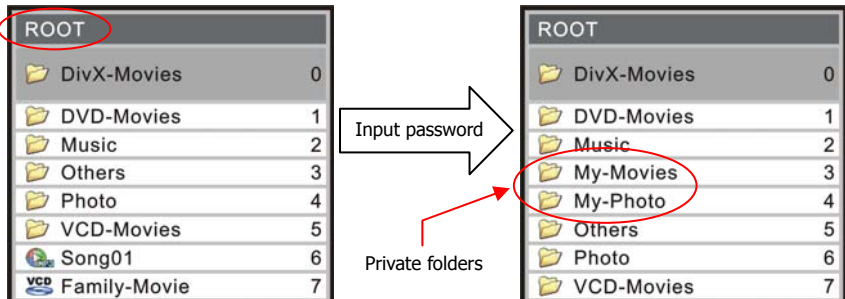 ROOT
DivX-Movies 0
DVD-Movies 1
Music 2
Others 3
Photo 4
VCD-Movies 5
Song01 6
VCD Family-Movie 7
Input password
Private folders
ROOT
DivX-Movies 0
DVD-Movies 1
Music 2
My-Movies 3
My-Photo 4
Others 5
Photo 6
VCD-Movies 7